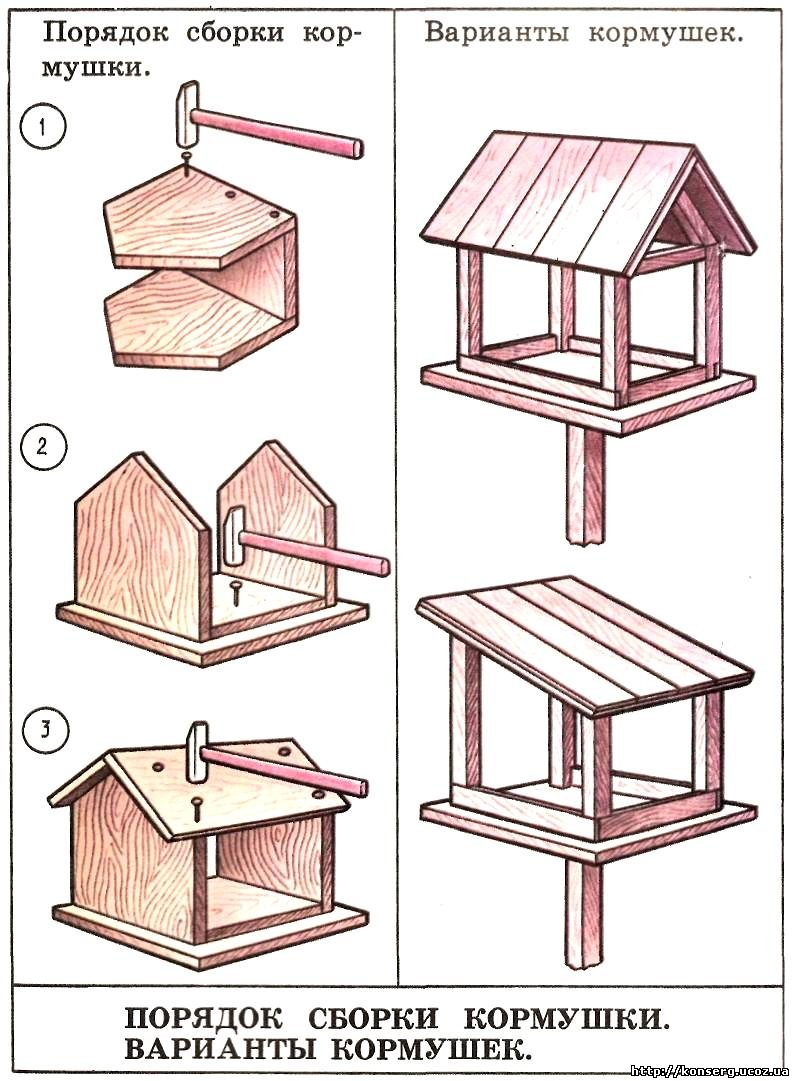 Порядок сборки кор-
мушки.
1
2
3
Варианты кормушек.
ПОРЯДОК СБОРКИ КОРМУШКИ.
ВАРИАНТЫ КОРМУШЕК.
http://konserg.ucoz.ua